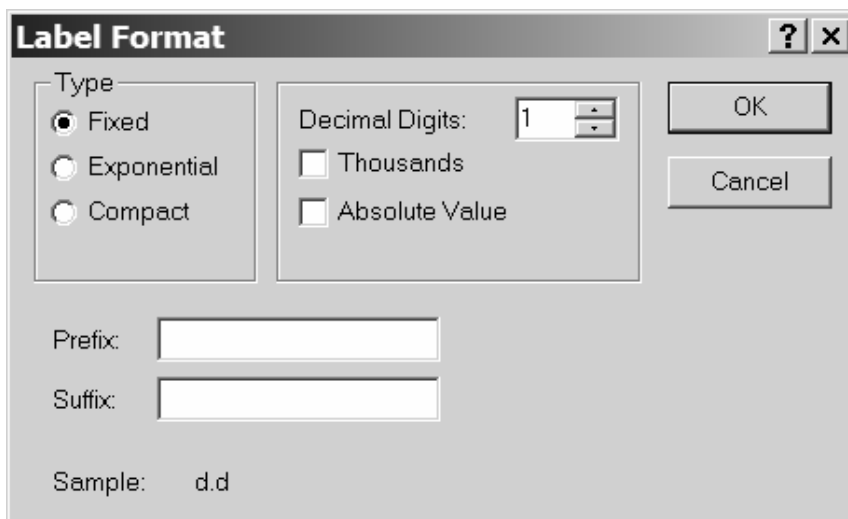 Label Format
Type
Fixed
Exponential
Compact
Decimal Digits: 1
Thousands
Absolute Value
OK
Cancel
Prefix:
Suffix:
Sample: d.d